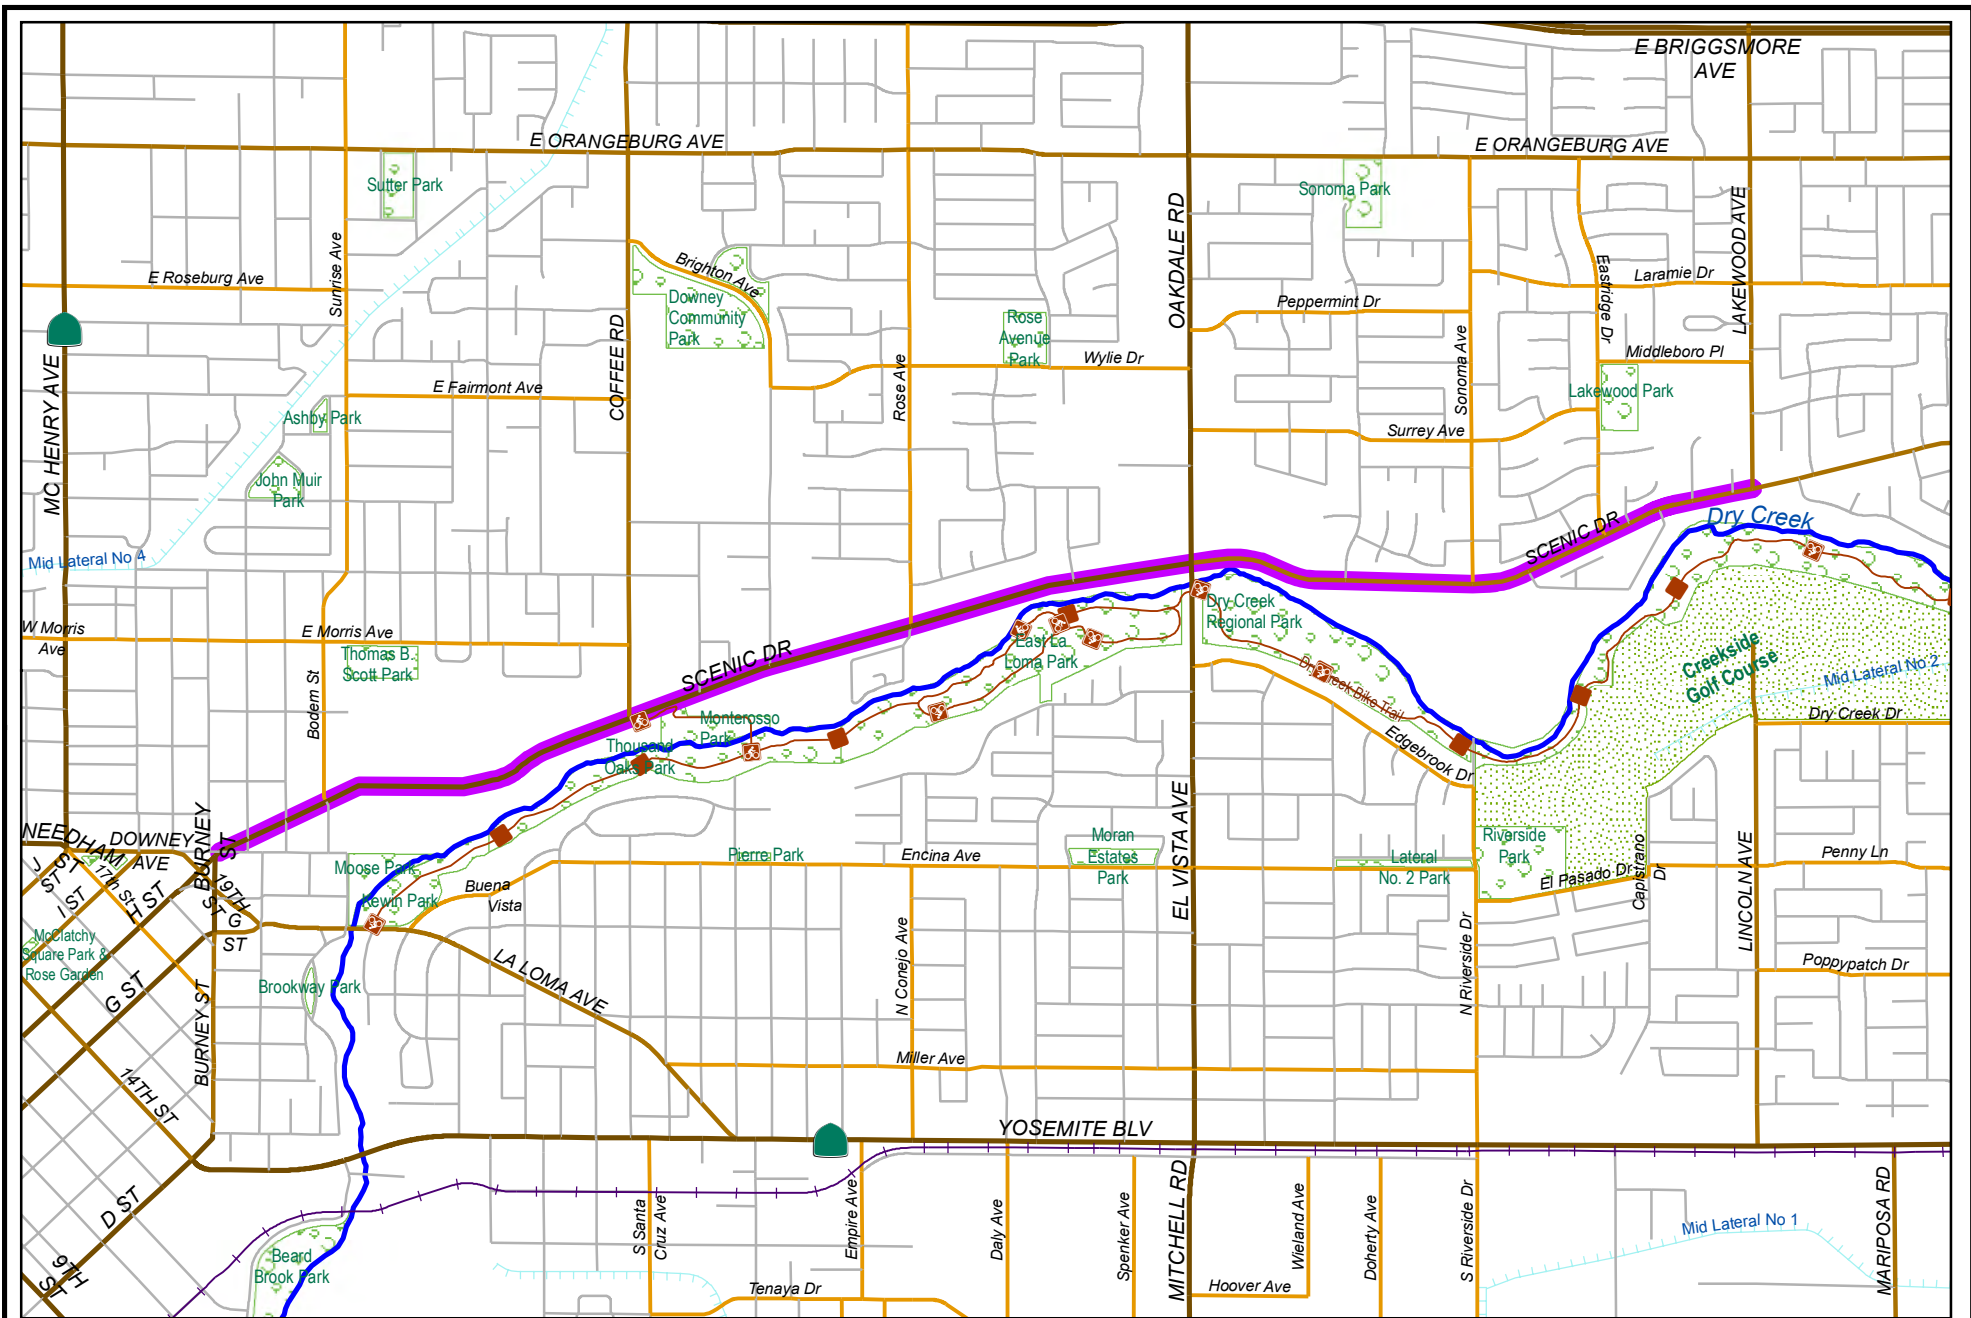 E BRIGGSMORE
AVE
E ORANGEBURG AVE
E ORANGEBURG AVE
Sutter Park
Sonoma Park
E Roseburg Ave
Sunrise Ave
Brighton Ave
Downey
Community
Park
OAKDALE RD
LAKEWOOD AVE
Eastridge Dr
Laramie Dr
Peppermint Dr
Rose
Avenue
Park
Wylie Dr
Sonoma Ave
Middleboro Pl
MC HENRY AVE
COFFEE RD
Rose Ave
E Fairmont Ave
Ashby Park
Lakewood Park
Surrey Ave
John Muir
Park
Mid Lateral No 4
SCENIC DR
Dry Creek
W Morris
Ave
E Morris Ave
Thomas B.
Scott Park
Bodem St
SCENIC DR
East La
Loma Park
Dry Creek
Regional Park
Dry Creek Bike Trail
Creekside
Golf Course
Mid Lateral No 2
Dry Creek Dr
Monterosso
Park
Thousand
Oaks Park
Edgebrook Dr
NEEDHAM
ST
DOWNEY
AVE
BURNEY
ST
Moose Park
Kewin Park
Buena
Vista
Pierre Park
Encina Ave
Moran
Estates
Park
EL VISTA AVE
Lateral
No. 2 Park
Riverside
Park
El Pasado Dr
Capistrano
Dr
LINCOLN AVE
Penny Ln
J ST
I ST
17th St
I ST
19TH
ST
G
ST
McClatchy
Square Park &
Rose Garden
G ST
Brookway Park
BURNEY ST
LA LOMA AVE
N Conejo Ave
N Riverside Dr
Poppypatch Dr
Miller Ave
14TH ST
YOSEMITE BLV
D ST
9TH
ST
Beard
Brook Park
S Santa
Cruz Ave
Empire Ave
Daly Ave
Spenker Ave
MITCHELL RD
Wieland Ave
Doherty Ave
S Riverside Dr
Mid Lateral No 1
MARIPOSA RD
Tenaya Dr
Hoover Ave